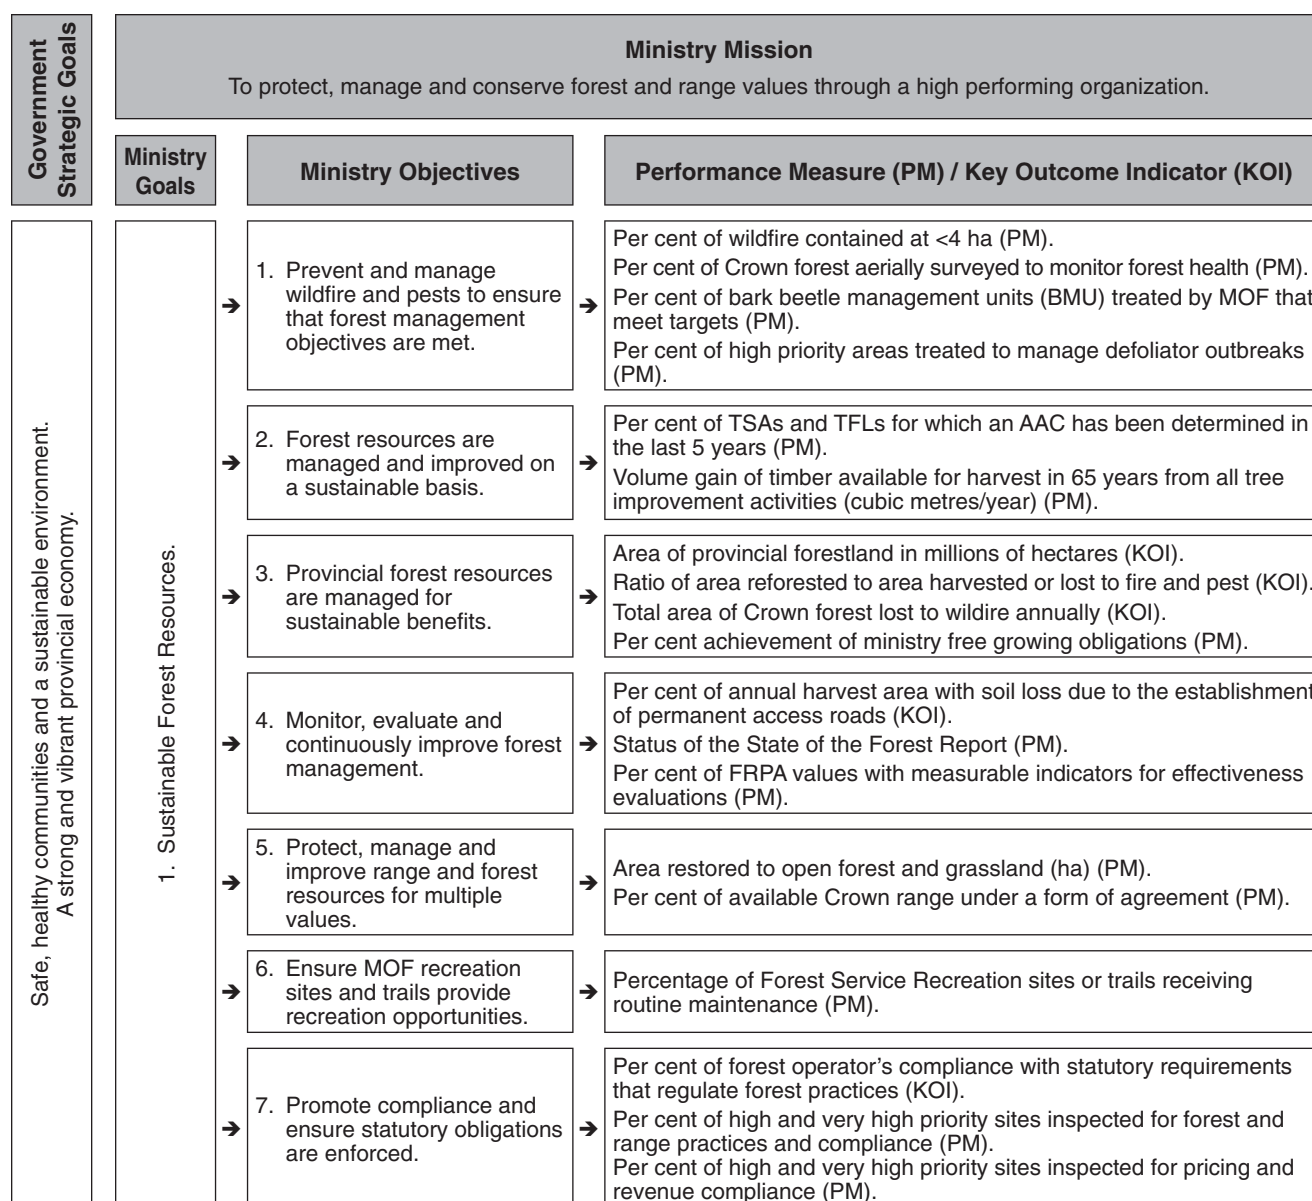 Government
Strategic Goals
Ministry Mission
To protect, manage and conserve forest and range values through a high performing organization.
Ministry
Goals
Ministry Objectives
Performance Measure (PM) / Key Outcome Indicator (KOI)
Safe, healthy communities and a sustainable environment.
A strong and vibrant provincial economy.
1. Sustainable Forest Resources.
1. Prevent and manage
wildfire and pests to ensure
that forest management
objectives are met.
Per cent of wildfire contained at <4 ha (PM).
Per cent of Crown forest aerially surveyed to monitor forest health (PM).
Per cent of bark beetle management units (BMU) treated by MOF that
meet targets (PM).
Per cent of high priority areas treated to manage defoliator outbreaks
(PM).
2. Forest resources are
managed and improved on
a sustainable basis.
Per cent of TSAs and TFLs for which an AAC has been determined in
the last 5 years (PM).
Volume gain of timber available for harvest in 65 years from all tree
improvement activities (cubic metres/year) (PM).
3. Provincial forest resources
are managed for
sustainable benefits.
Area of provincial forestland in millions of hectares (KOI).
Ratio of area reforested to area harvested or lost to fire and pest (KOI).
Total area of Crown forest lost to wildire annually (KOI).
Per cent achievement of ministry free growing obligations (PM).
4. Monitor, evaluate and
continuously improve forest
management.
Per cent of annual harvest area with soil loss due to the establishment
of permanent access roads (KOI).
Status of the State of the Forest Report (PM).
Per cent of FRPA values with measurable indicators for effectiveness
evaluations (PM).
5. Protect, manage and
improve range and forest
resources for multiple
values.
Area restored to open forest and grassland (ha) (PM).
Per cent of available Crown range under a form of agreement (PM).
6. Ensure MOF recreation
sites and trails provide
recreation opportunities.
Percentage of Forest Service Recreation sites or trails receiving
routine maintenance (PM).
7. Promote compliance and
ensure statutory obligations
are enforced.
Per cent of forest operator's compliance with statutory requirements
that regulate forest practices (KOI).
Per cent of high and very high priority sites inspected for forest and
range practices and compliance (PM).
Per cent of high and very high priority sites inspected for pricing and
revenue compliance (PM).